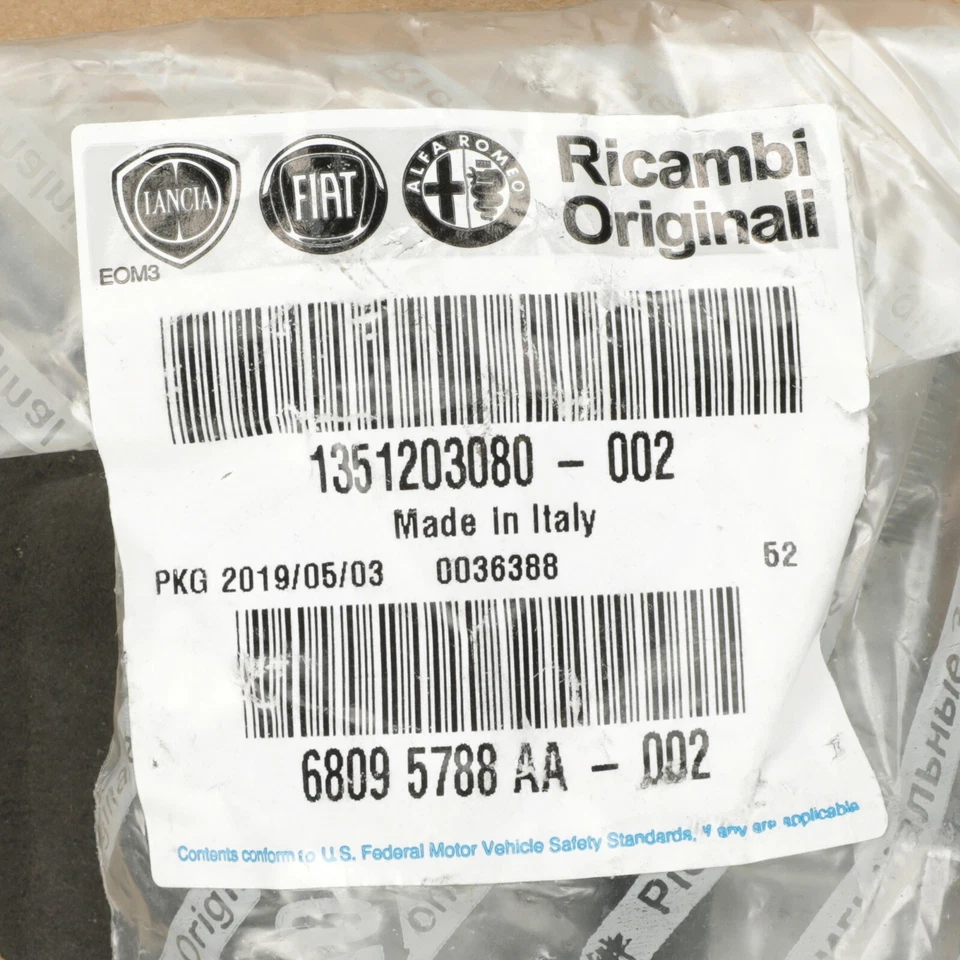 LANCIA
FIAT
ALFA ROMEO
Ricambi
Originali
EOM3
1351203080 - 002
Made In Italy
PKG 2019/05/03 0036388 52
6809 5788 AA - 002
Contents conform to U.S. Federal Motor Vehicle Safety Standards, if any are applicable